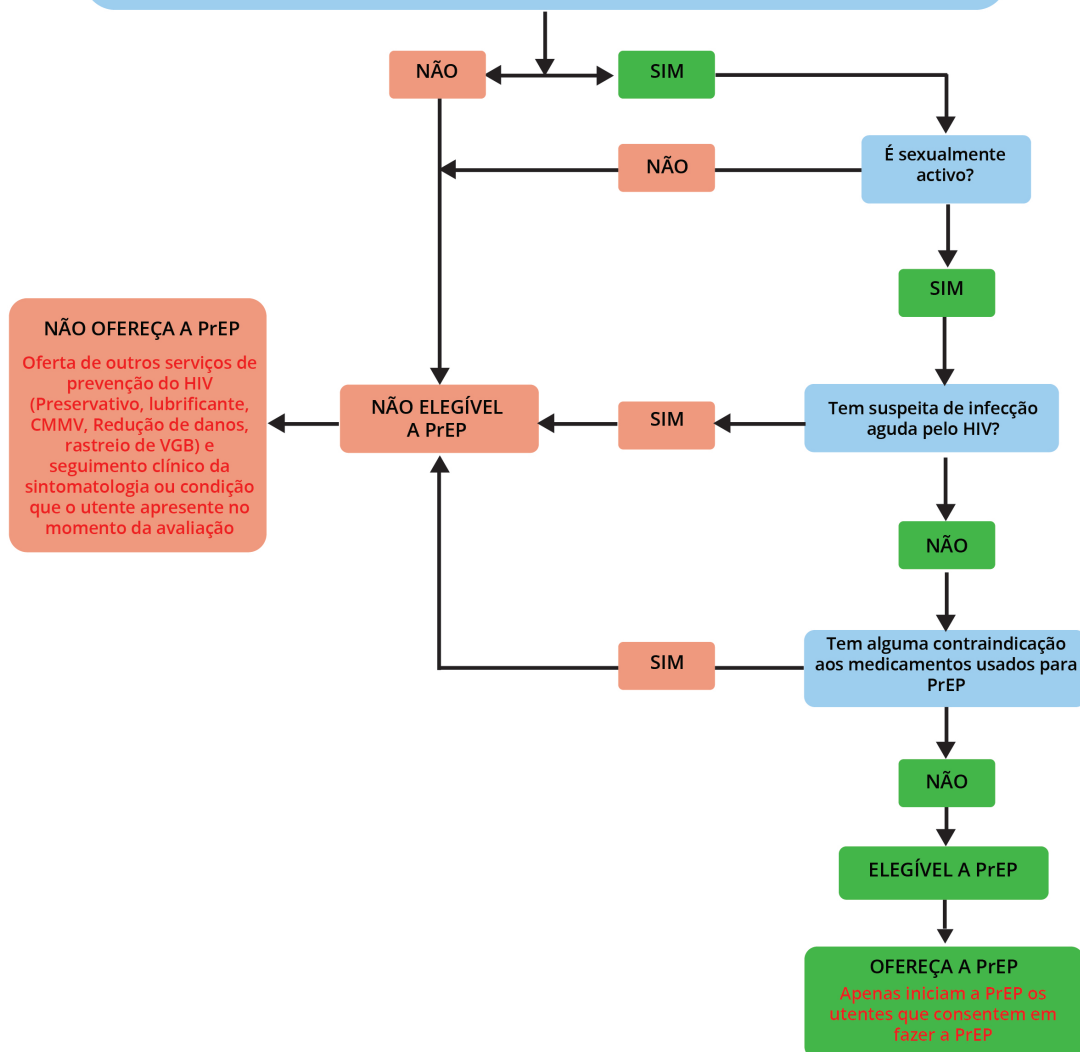 NÃO
SIM
É sexualmente
activo?
NÃO
SIM
NÃO OFEREÇA A PrEP
Oferta de outros serviços de
prevenção do HIV
(Preservativo, lubrificante,
CMMV, Redução de danos,
rastreio de VGB) e
seguimento clínico da
sintomatologia ou condição
que o utente apresente no
momento da avaliação
NÃO ELEGÍVEL
A PrEP
SIM
Tem suspeita de infecção
aguda pelo HIV?
NÃO
SIM
Tem alguma contraindicação
aos medicamentos usados para
PrEP
NÃO
ELEGÍVEL A PrEP
OFEREÇA A PrEP
Apenas iniciam a PrEP os
utentes que consentem em
fazer a PrEP